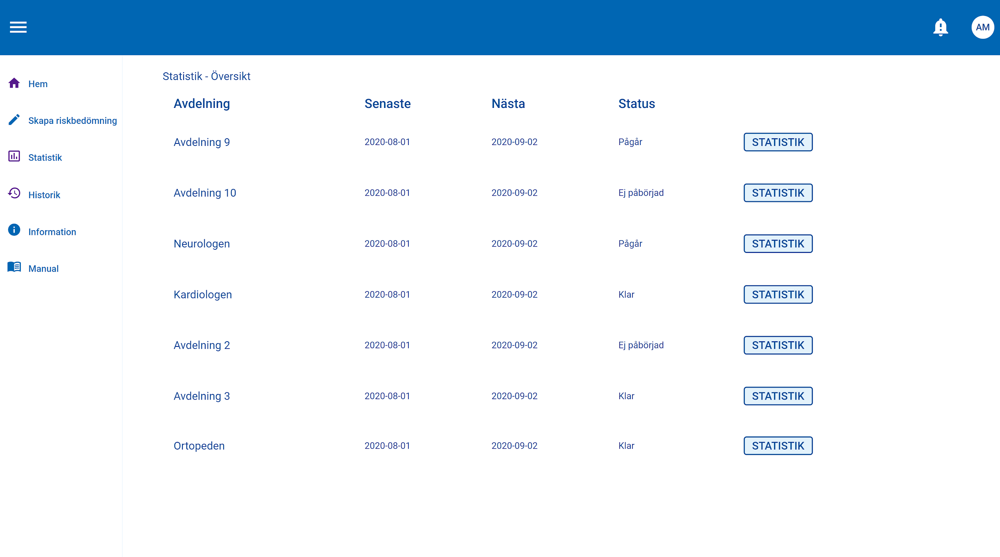 AM
Hem
Skapa riskbedömning
Statistik
Historik
Information
Manual
Statistik - Översikt
Avdelning Senaste Nästa Status
Avdelning 9 2020-08-01 2020-09-02 Pågår STATISTIK
Avdelning 10 2020-08-01 2020-09-02 Ej påbörjad STATISTIK
Neurologen 2020-08-01 2020-09-02 Pågår STATISTIK
Kardiologen 2020-08-01 2020-09-02 Klar STATISTIK
Avdelning 2 2020-08-01 2020-09-02 Ej påbörjad STATISTIK
Avdelning 3 2020-08-01 2020-09-02 Klar STATISTIK
Ortopeden 2020-08-01 2020-09-02 Klar STATISTIK